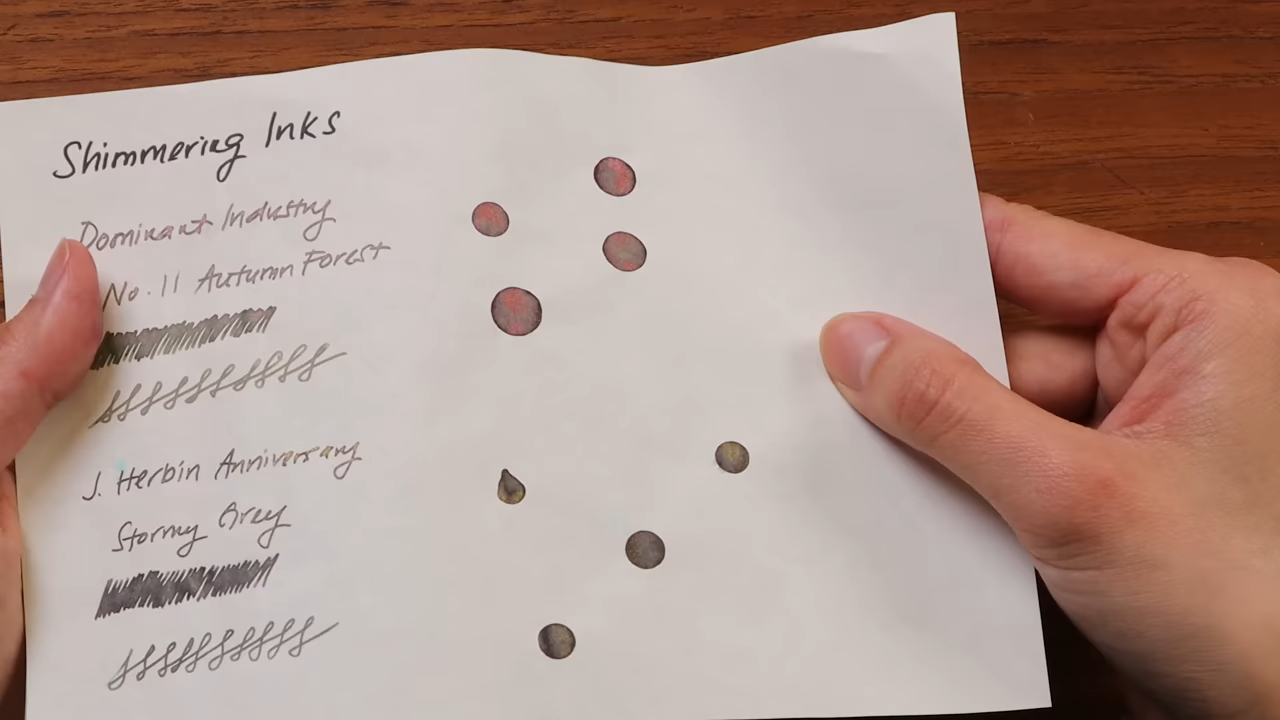 Shimmering Inks
Dominant Industry
No. 11 Autumn Forest
J. Herbin Anniversary
Stormy Grey